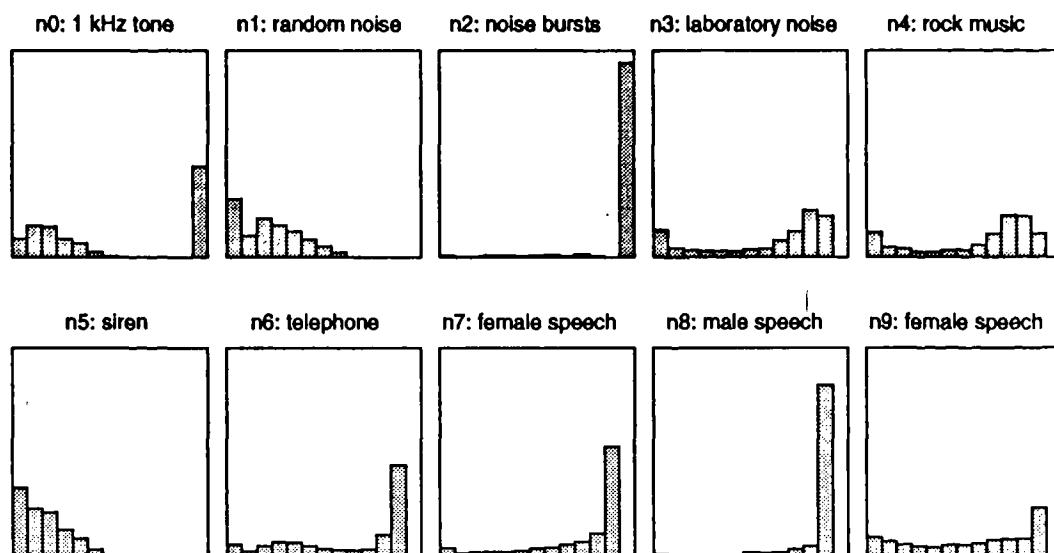 n0: 1 kHz tone
n1: random noise
n2: noise bursts
n3: laboratory noise
n4: rock music
n5: siren
n6: telephone
n7: female speech
n8: male speech
n9: female speech